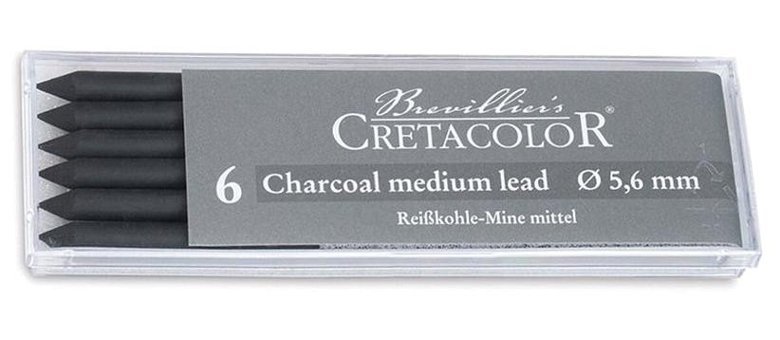 Brevillier's
CRETACOLOR®
6 Charcoal medium lead Ø 5,6 mm
Reißkohle-Mine mittel